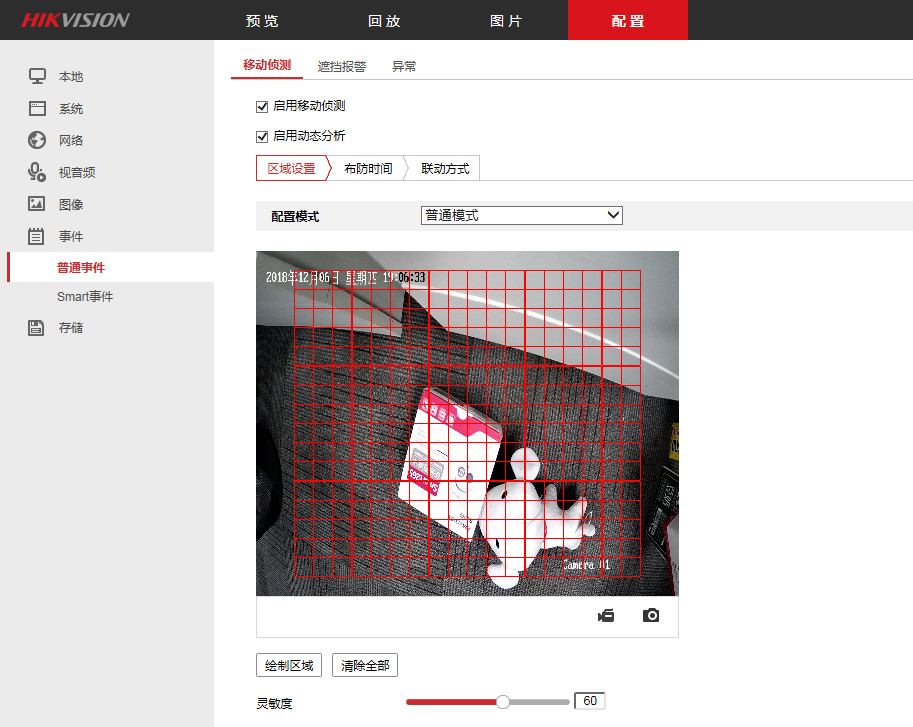 HIKVISION
预览 回放 图片 配置
本地
系统
网络
视音频
图像
事件
普通事件
Smart事件
存储
移动侦测 遮挡报警 异常
启用移动侦测
启用动态分析
区域设置 布防时间 联动方式
配置模式 普通模式
2018年12月06日 星期四 19:06:33
Camera 01
绘制区域 清除全部
灵敏度 60